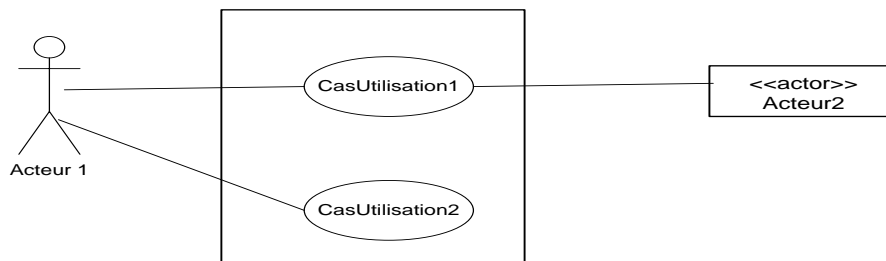 CasUtilisation1
<<actor>>
Acteur2
Acteur 1
CasUtilisation2